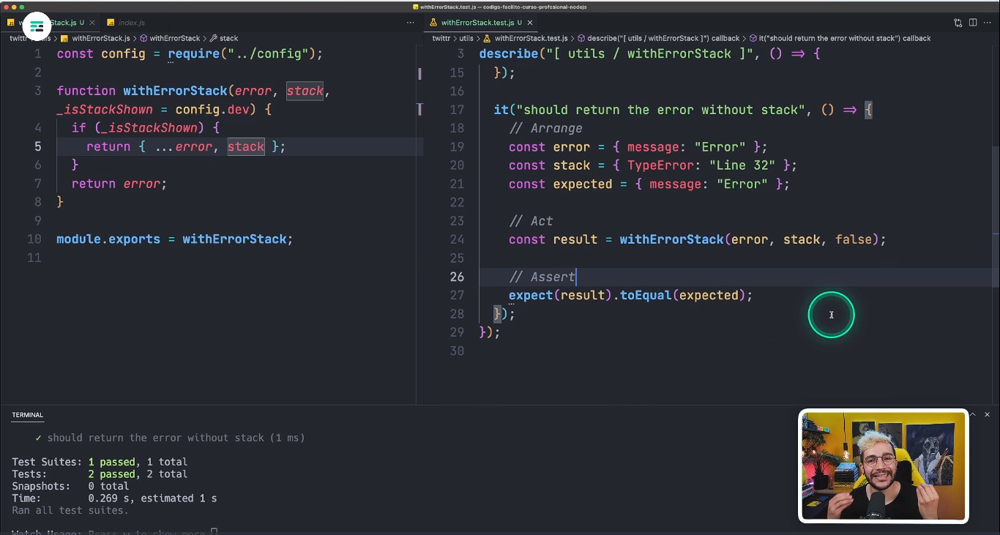 withErrorStack.test.js — codigo-facilito-curso-profesional-nodejs
Stack.js U
index.js
withErrorStack.test.js U
twittr
utils
withErrorStack.js
withErrorStack
stack
twittr > utils > withErrorStack.test.js > describe("[ utils / withErrorStack ]") callback > it("should return the error without stack") callback
1 const config = require("../config");
2
3 function withErrorStack(error, stack,
_isStackShown = config.dev) {
4 if (_isStackShown) {
5 return { ...error, stack };
6 }
7 return error;
8 }
9
10 module.exports = withErrorStack;
11
3 describe("[ utils / withErrorStack ]", () => {
15 });
16
17 it("should return the error without stack", () => {
18 // Arrange
19 const error = { message: "Error" };
20 const stack = { TypeError: "Line 32" };
21 const expected = { message: "Error" };
22
23 // Act
24 const result = withErrorStack(error, stack, false);
25
26 // Assert
27 expect(result).toEqual(expected);
28 });
29 });
30
TERMINAL
✓ should return the error without stack (1 ms)
Test Suites: 1 passed, 1 total
Tests: 2 passed, 2 total
Snapshots: 0 total
Time: 0.269 s, estimated 1 s
Ran all test suites.
Watch Usage: Press w to show more.